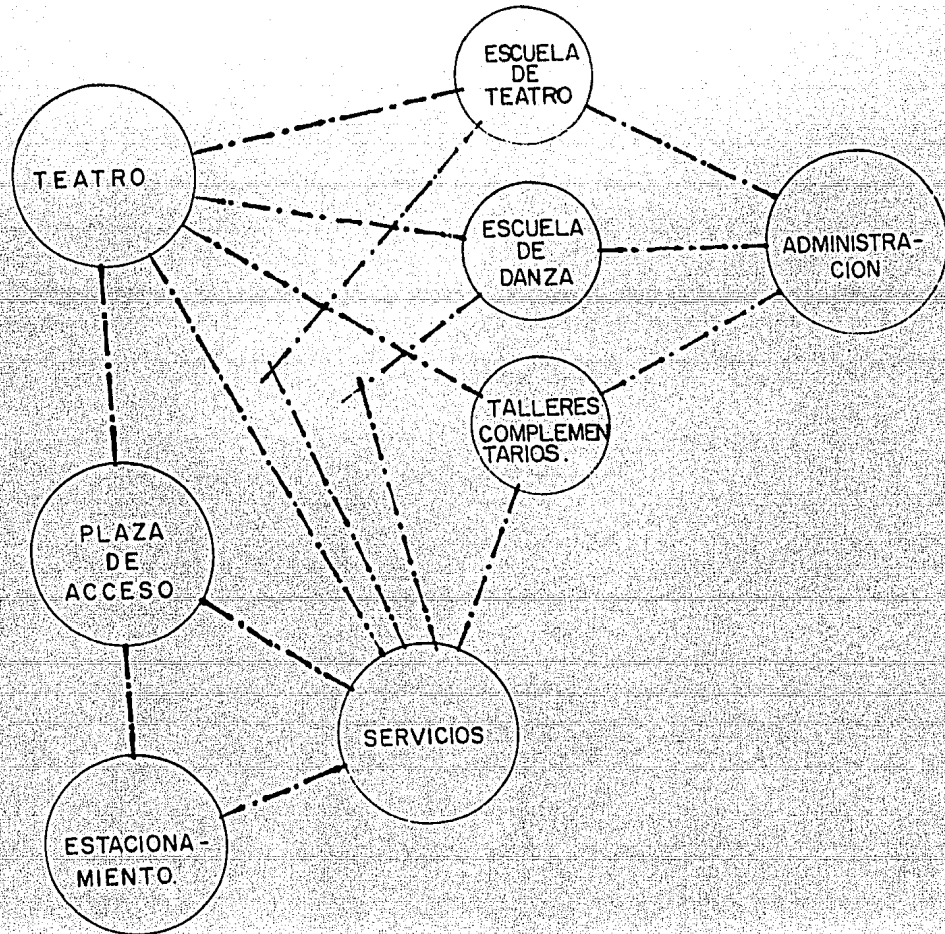 ESCUELA
DE
TEATRO
TEATRO
ESCUELA
DE
DANZA
ADMINISTRA-
CION
TALLERES
COMPLEMEN
TARIOS.
PLAZA
DE
ACCESO
SERVICIOS
ESTACIONA-
MIENTO.